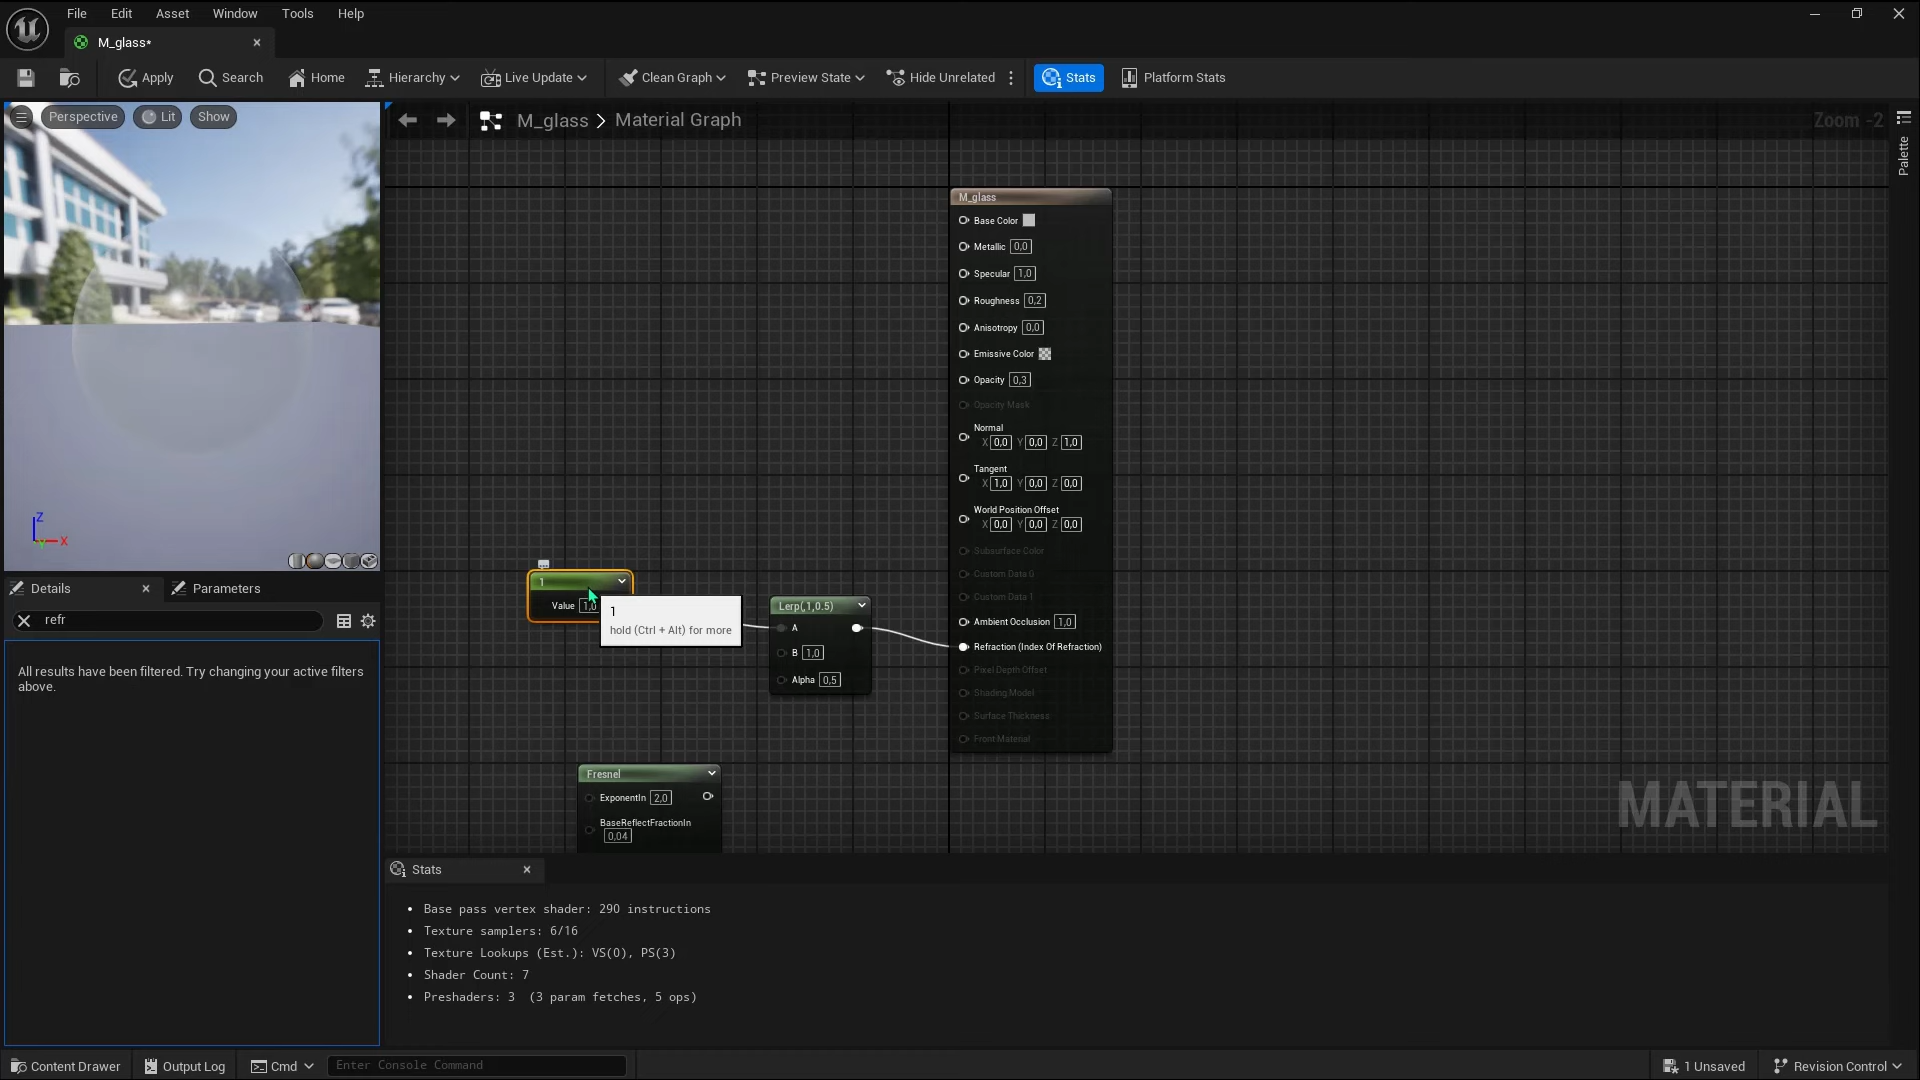 File Edit Asset Window Tools Help
M_glass*
Apply Search Home Hierarchy Live Update Clean Graph Preview State Hide Unrelated Stats Platform Stats
Perspective Lit Show
M_glass > Material Graph
Zoom -2
Palette
M_glass
Base Color
Metallic 0,0
Specular 1,0
Roughness 0,2
Anisotropy 0,0
Emissive Color
Opacity 0,3
Opacity Mask
Normal
X 0,0 Y 0,0 Z 1,0
Tangent
X 1,0 Y 0,0 Z 0,0
World Position Offset
X 0,0 Y 0,0 Z 0,0
Subsurface Color
Custom Data 0
Custom Data 1
Ambient Occlusion 1,0
Refraction (Index Of Refraction)
Pixel Depth Offset
Shading Model
Surface Thickness
Front Material
Z
X
Y
1
Value 1,0
1
hold (Ctrl + Alt) for more
Lerp(,1,0.5)
A
B 1,0
Alpha 0,5
Fresnel
ExponentIn 2,0
BaseReflectFractionIn
0,04
MATERIAL
Details Parameters
refr
All results have been filtered. Try changing your active filters
above.
Stats
Base pass vertex shader: 290 instructions
Texture samplers: 6/16
Texture Lookups (Est.): VS(0), PS(3)
Shader Count: 7
Preshaders: 3 (3 param fetches, 5 ops)
Content Drawer Output Log Cmd Enter Console Command 1 Unsaved Revision Control